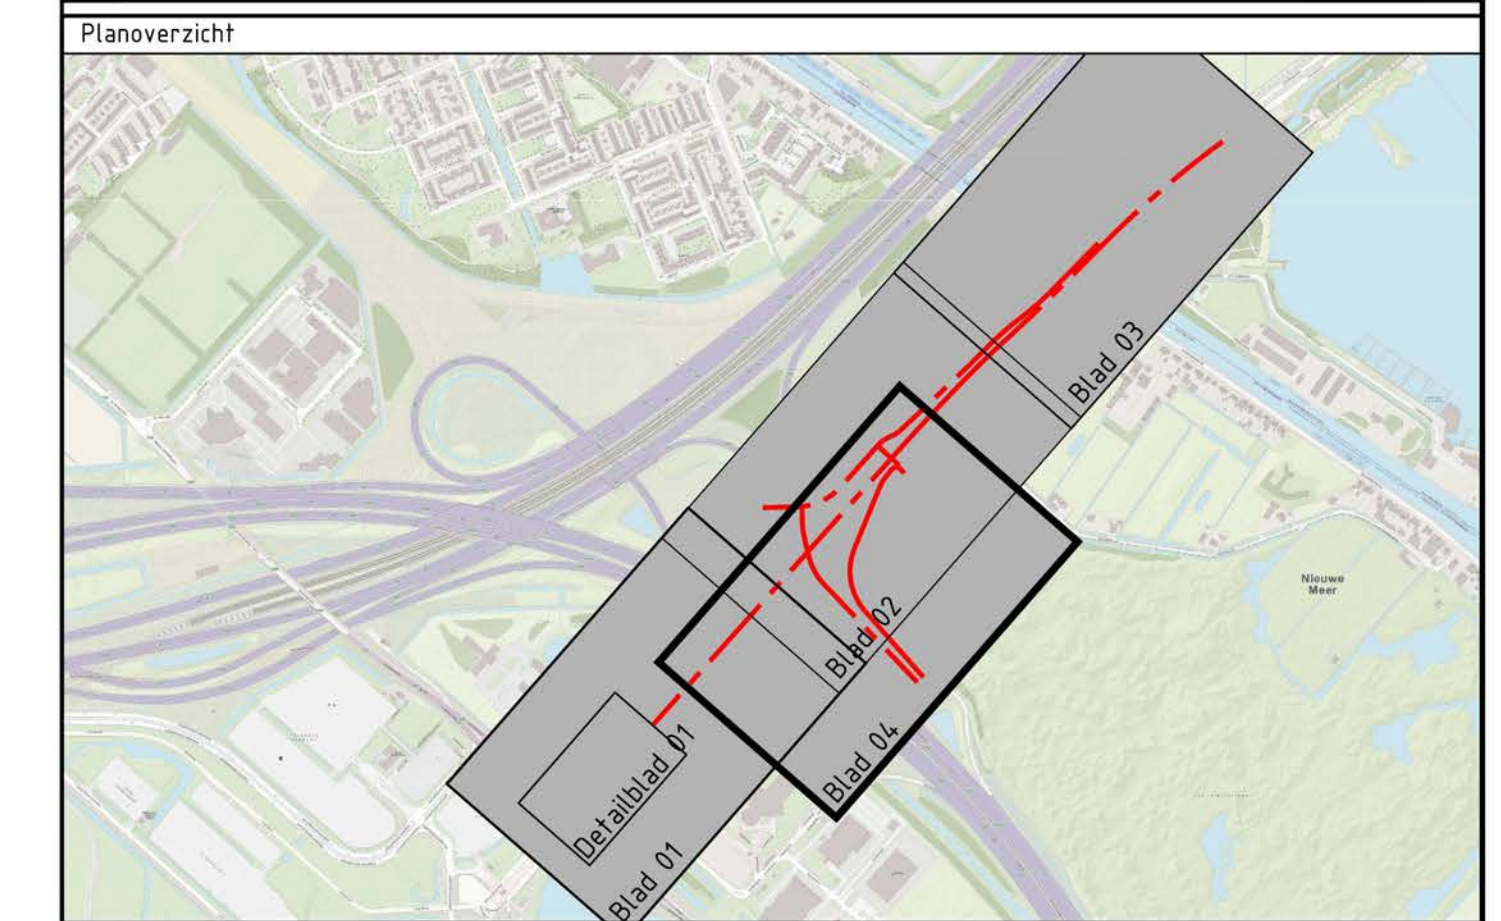 Planoverzicht
Blad 03
Nieuwe
Meer
Blad 02
Detailblad 01
Blad 04
Blad 01